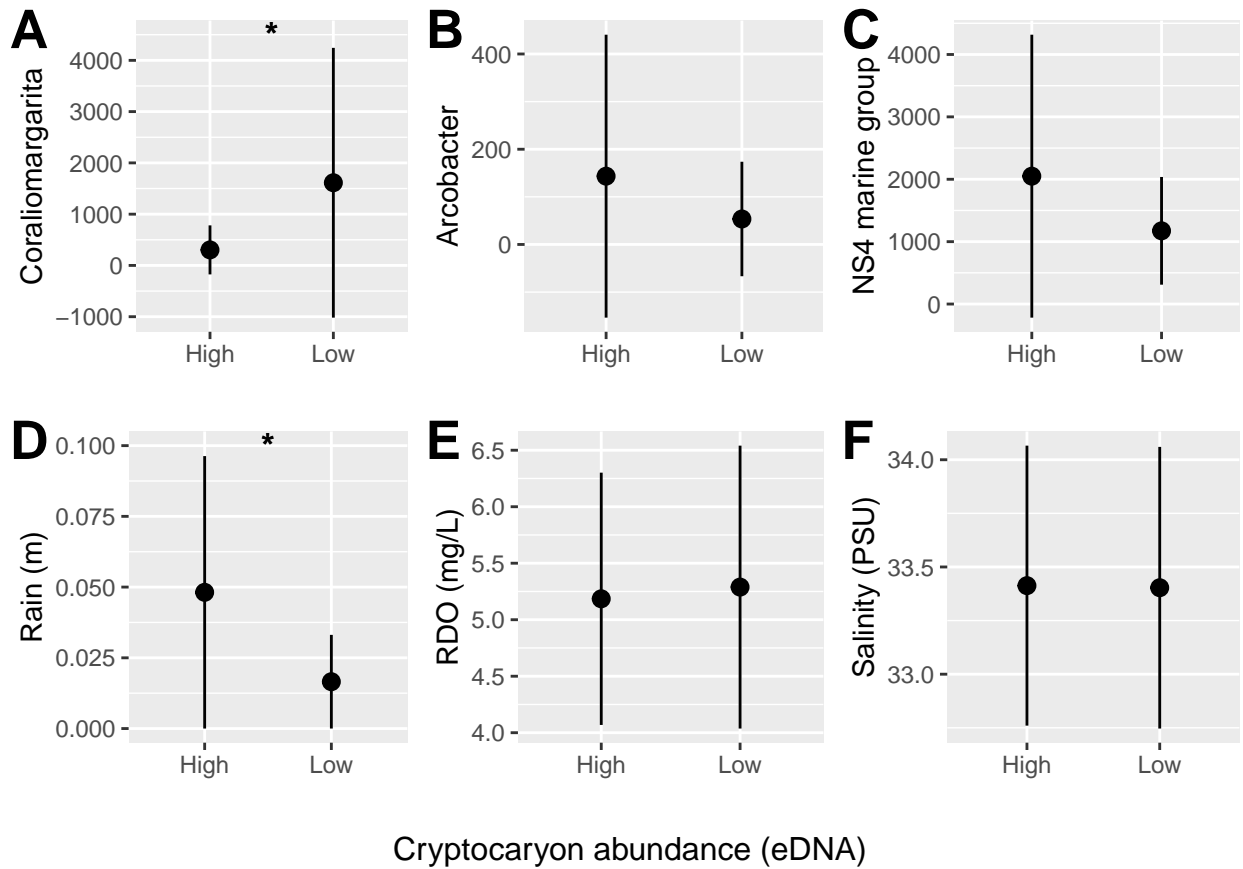 A
*
Coraliomargarita
4000
3000
2000
1000
0
−1000
High Low
B
Arcobacter
400
200
0
High Low
C
NS4 marine group
4000
3000
2000
1000
0
High Low
D
*
Rain (m)
0.100
0.075
0.050
0.025
0.000
High Low
E
RDO (mg/L)
6.5
6.0
5.5
5.0
4.5
4.0
High Low
F
Salinity (PSU)
34.0
33.5
33.0
High Low
Cryptocaryon abundance (eDNA)